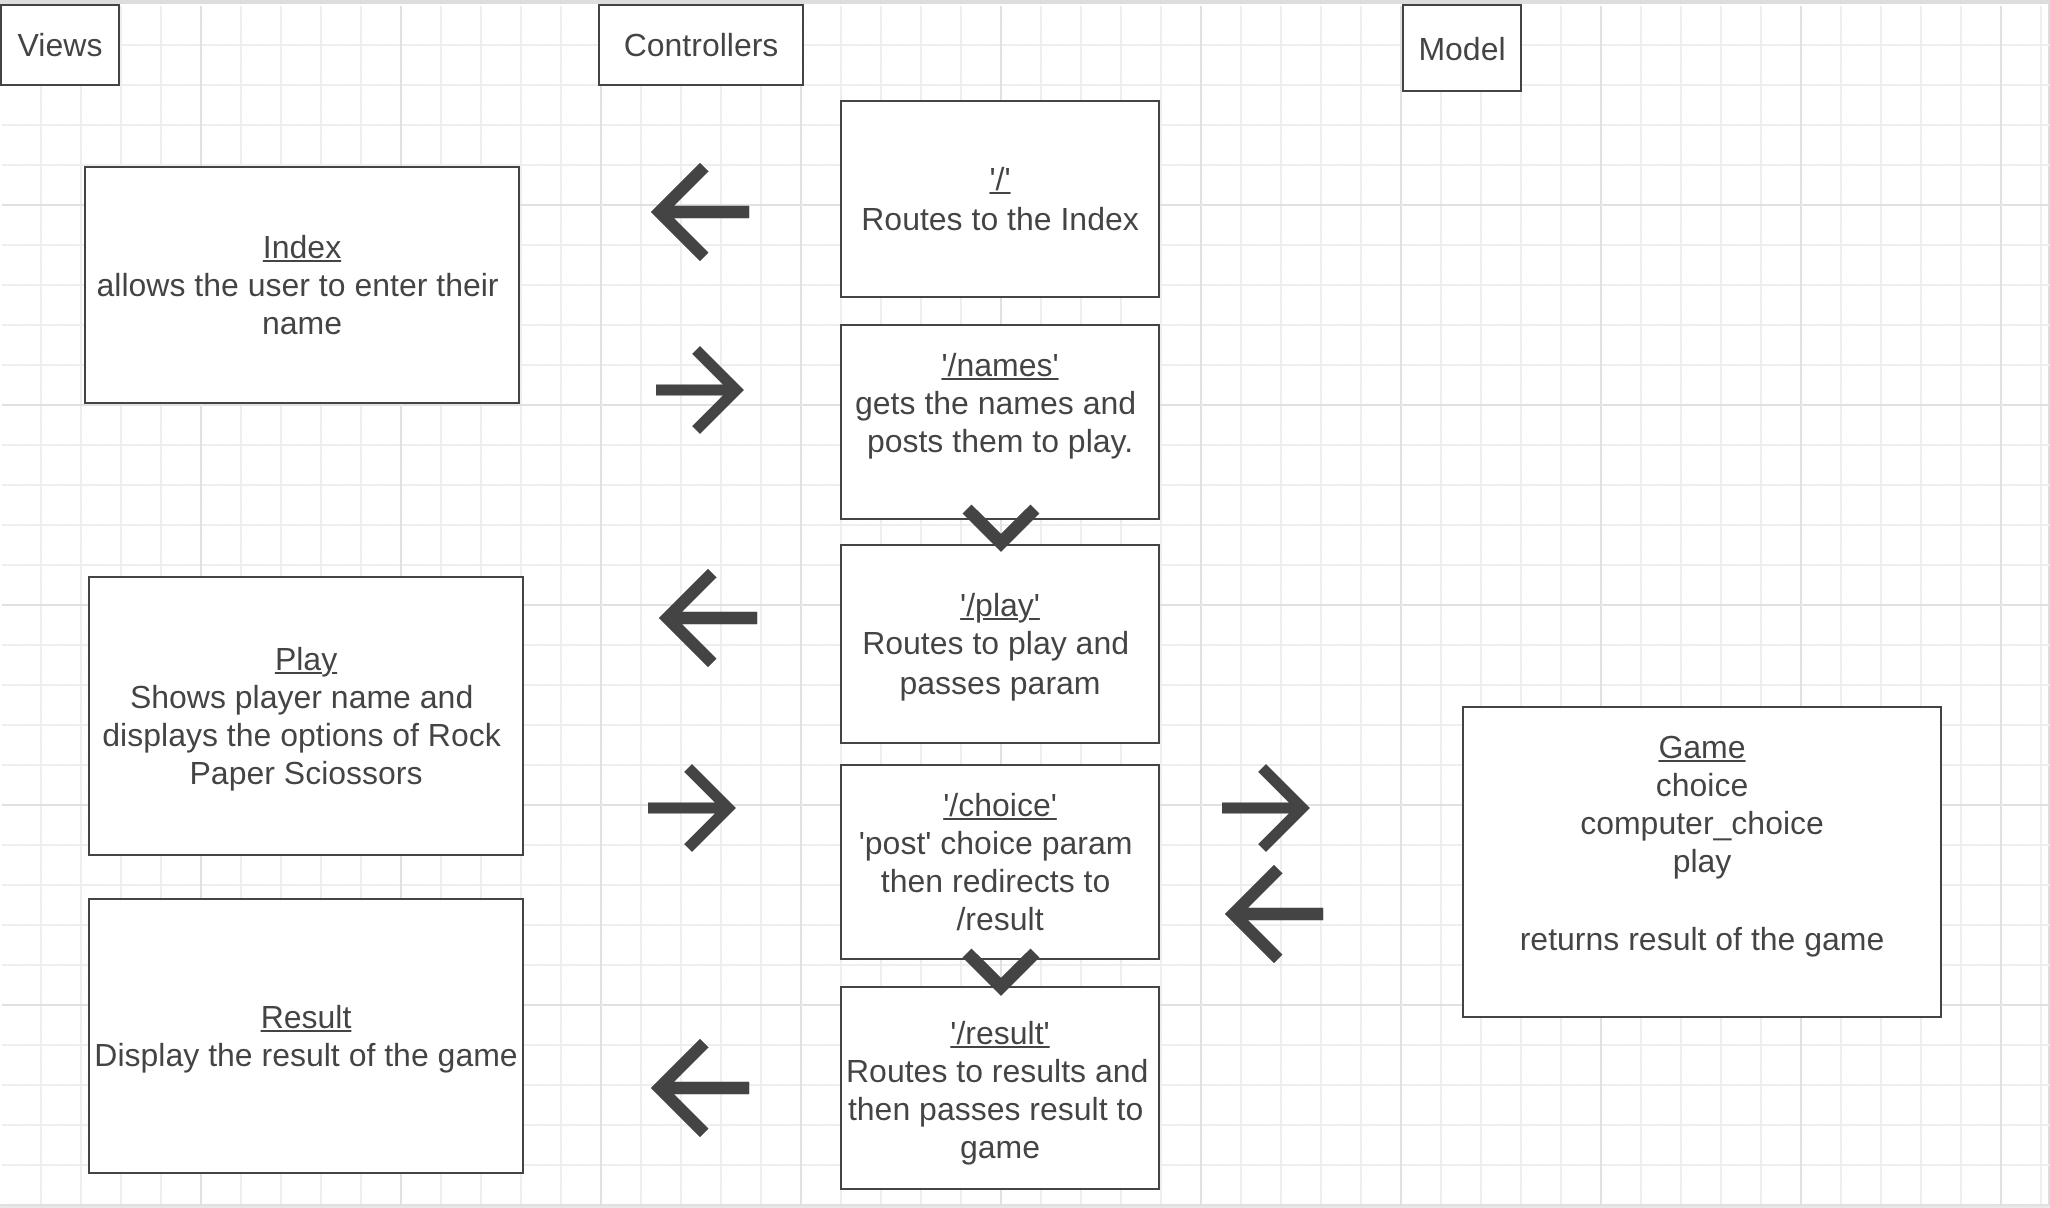 Views
Controllers
Model
'/'
Routes to the Index
Index
allows the user to enter their
name
'/names'
gets the names and
posts them to play.
'/play'
Routes to play and
passes param
Play
Shows player name and
displays the options of Rock
Paper Sciossors
'/choice'
'post' choice param
then redirects to
/result
Game
choice
computer_choice
play
returns result of the game
Result
Display the result of the game
'/result'
Routes to results and
then passes result to
game